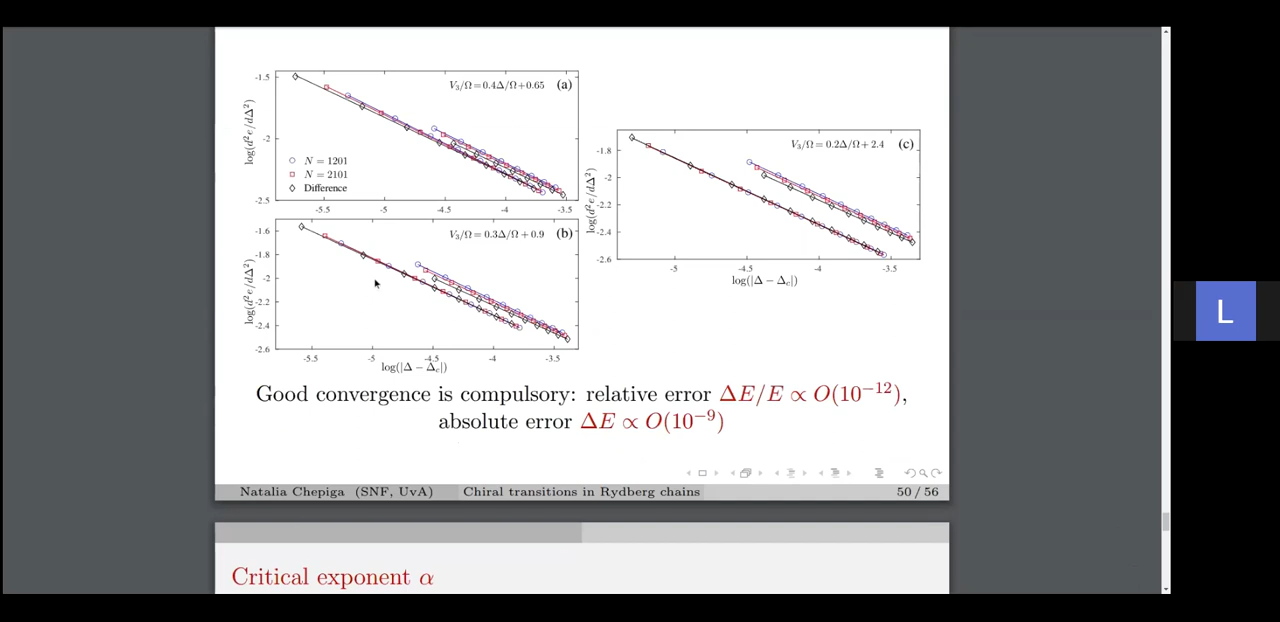 V₃/Ω = 0.4Δ/Ω+0.65 (a)
log(d²e/dΔ²)
-1.5
-2
-2.5
N = 1201
N = 2101
Difference
-5.5 -5 -4.5 -4 -3.5
V₃/Ω = 0.3Δ/Ω + 0.9 (b)
log(d²e/dΔ²)
-1.6
-1.8
-2
-2.2
-2.4
-2.6
-5.5 -5 -4.5 -4 -3.5
log(|Δ − Δc|)
V₃/Ω = 0.2Δ/Ω + 2.4 (c)
log(d²e/dΔ²)
-1.8
-2
-2.2
-2.4
-2.6
-5 -4.5 -4 -3.5
log(|Δ − Δc|)
Good convergence is compulsory: relative error ΔE/E ∝ O(10⁻¹²),
absolute error ΔE ∝ O(10⁻⁹)
Natalia Chepiga (SNF, UvA) Chiral transitions in Rydberg chains 50 / 56
Critical exponent α
L